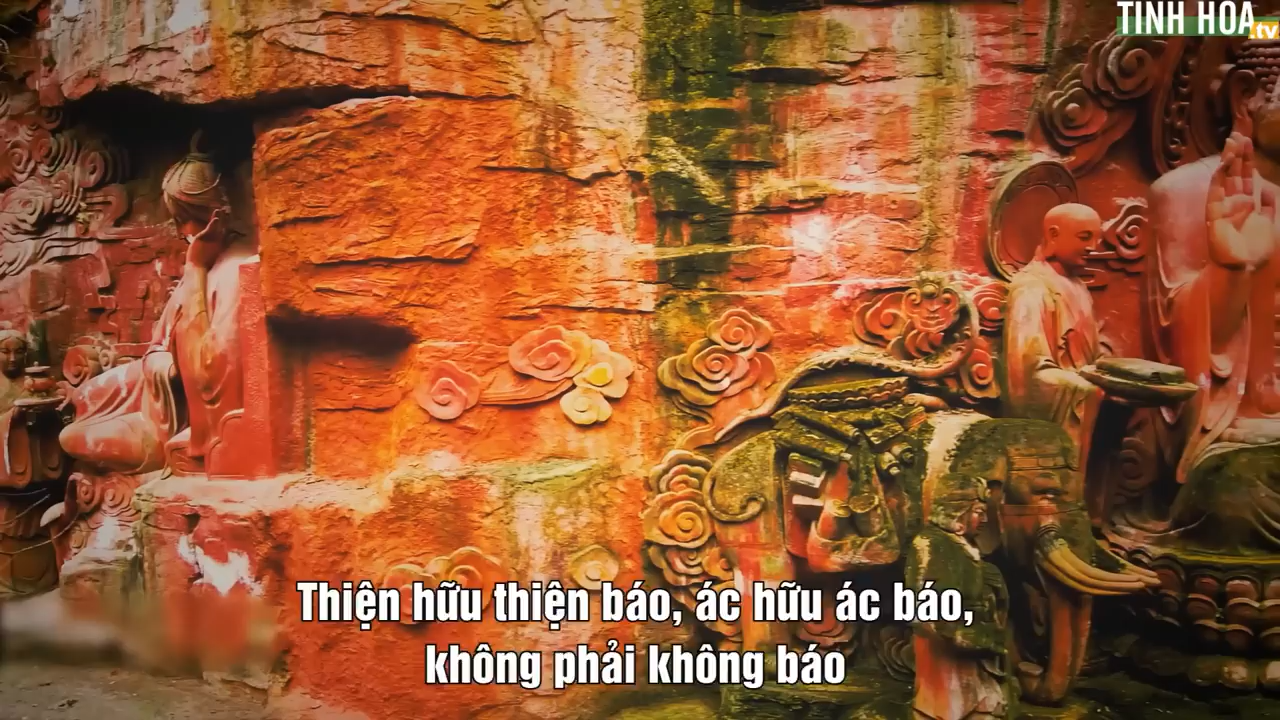 TINH HOA.tv
Thiện hữu thiện báo, ác hữu ác báo,
không phải không báo